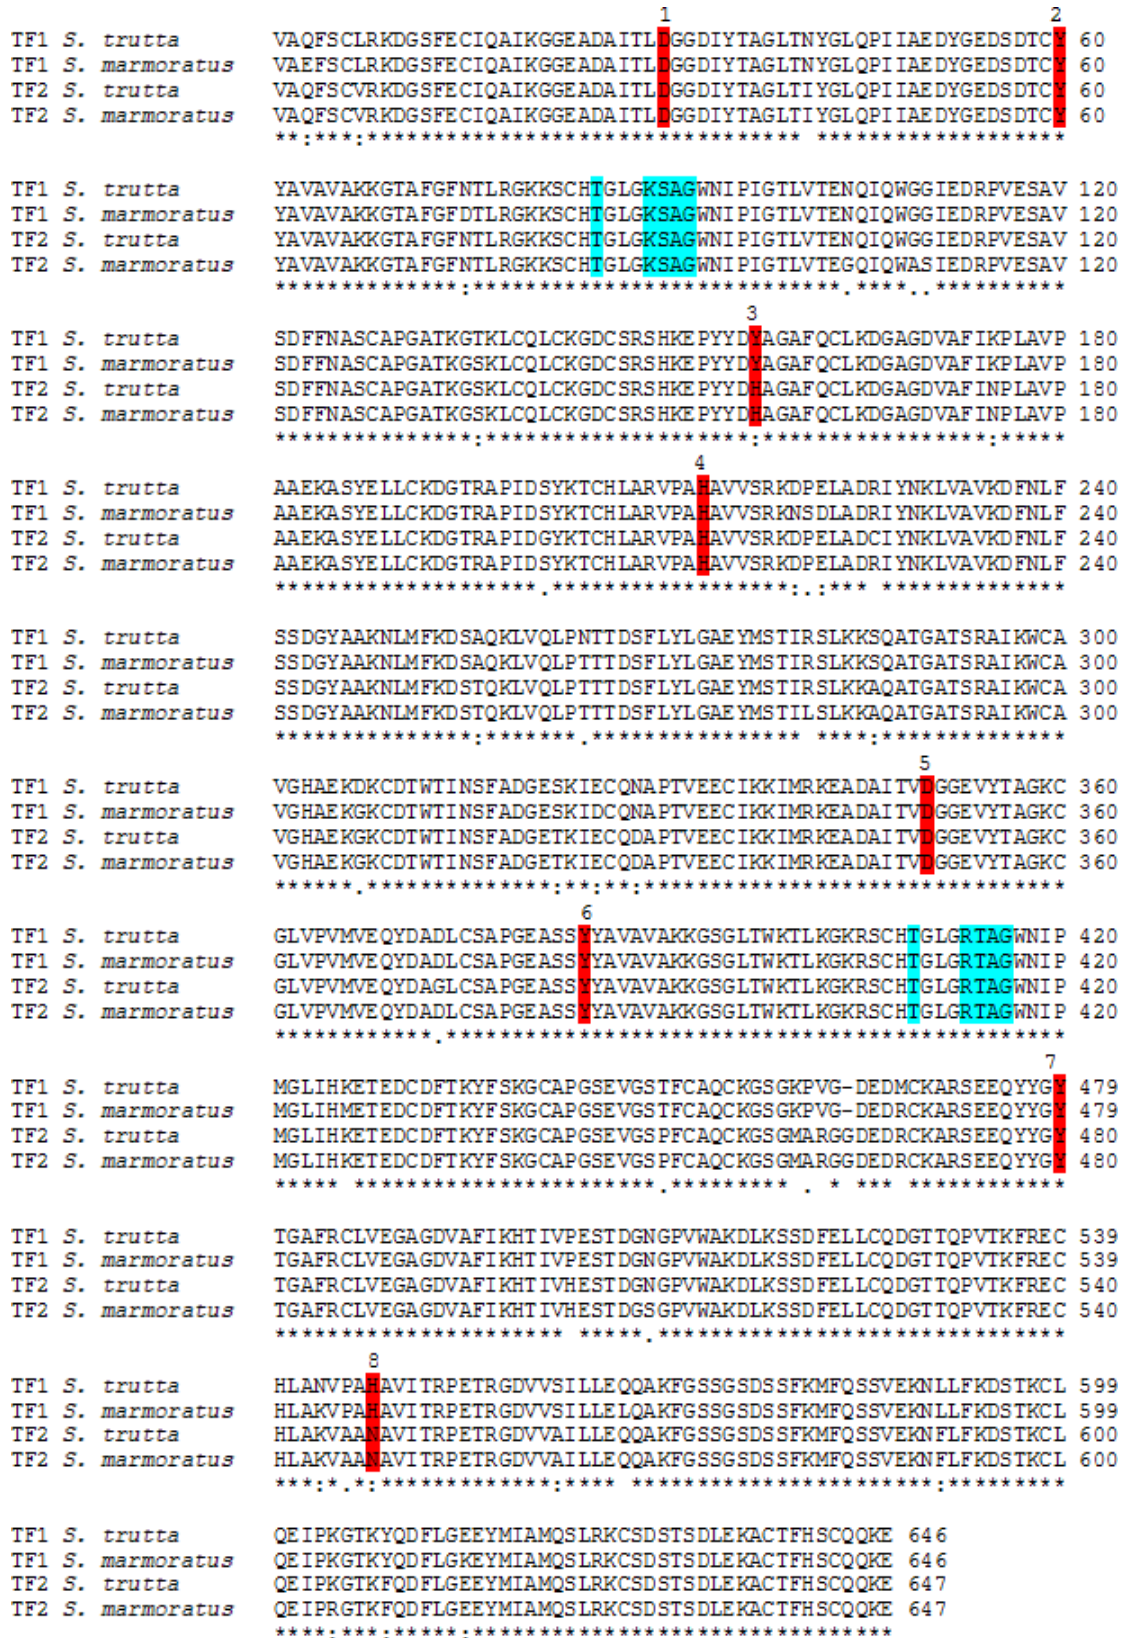 1 2
TF1 S. trutta VAQFSCLRKDGSFECIQAIKGGEADAITLDGGDIYTAGLTNYGLQPIIAEDYGEDSDTCY 60
TF1 S. marmoratus VAEFSCLRKDGSFECIQAIKGGEADAITLDGGDIYTAGLTNYGLQPIIAEDYGEDSDTCY 60
TF2 S. trutta VAQFSCVRKDGSFECIQAIKGGEADAITLDGGDIYTAGLTIYGLQPIIAEDYGEDSDTCY 60
TF2 S. marmoratus VAQFSCVRKDGSFECIQAIKGGEADAITLDGGDIYTAGLTIYGLQPIIAEDYGEDSDTCY 60
**:***:********************************* *******************
TF1 S. trutta YAVAVAKKGTAFGFNTLRGKKSCHTGLGKSAGWNIPIGTLVTENQIQWGGIEDRPVESAV 120
TF1 S. marmoratus YAVAVAKKGTAFGFDTLRGKKSCHTGLGKSAGWNIPIGTLVTENQIQWGGIEDRPVESAV 120
TF2 S. trutta YAVAVAKKGTAFGFNTLRGKKSCHTGLGKSAGWNIPIGTLVTENQIQWGGIEDRPVESAV 120
TF2 S. marmoratus YAVAVAKKGTAFGFNTLRGKKSCHTGLGKSAGWNIPIGTLVTEGQIQWASIEDRPVESAV 120
**************:****************************.****..**********
3
TF1 S. trutta SDFFNASCAPGATKGTKLCQLCKGDCSRSHKEPYYDYAGAFQCLKDGAGDVAFIKPLAVP 180
TF1 S. marmoratus SDFFNASCAPGATKGSKLCQLCKGDCSRSHKEPYYDYAGAFQCLKDGAGDVAFIKPLAVP 180
TF2 S. trutta SDFFNASCAPGATKGSKLCQLCKGDCSRSHKEPYYDHAGAFQCLKDGAGDVAFINPLAVP 180
TF2 S. marmoratus SDFFNASCAPGATKGSKLCQLCKGDCSRSHKEPYYDHAGAFQCLKDGAGDVAFINPLAVP 180
***************:********************:*****************:*****
4
TF1 S. trutta AAEKASYELLCKDGTRAPIDSYKTCHLARVPAHAVVSRKDPELADRIYNKLVAVKDFNLF 240
TF1 S. marmoratus AAEKASYELLCKDGTRAPIDSYKTCHLARVPAHAVVSRKNSDLADRIYNKLVAVKDFNLF 240
TF2 S. trutta AAEKASYELLCKDGTRAPIDGYKTCHLARVPAHAVVSRKDPELADCIYNKLVAVKDFNLF 240
TF2 S. marmoratus AAEKASYELLCKDGTRAPIDSYKTCHLARVPAHAVVSRKDPELADRIYNKLVAVKDFNLF 240
********************.******************:.:*** **************
TF1 S. trutta SSDGYAAKNLMFKDSAQKLVQLPNTTDSFLYLGAEYMSTIRSLKKSQATGATSRAIKWCA 300
TF1 S. marmoratus SSDGYAAKNLMFKDSAQKLVQLPTTTDSFLYLGAEYMSTIRSLKKSQATGATSRAIKWCA 300
TF2 S. trutta SSDGYAAKNLMFKDSTQKLVQLPTTTDSFLYLGAEYMSTIRSLKKAQATGATSRAIKWCA 300
TF2 S. marmoratus SSDGYAAKNLMFKDSTQKLVQLPTTTDSFLYLGAEYMSTILSLKKAQATGATSRAIKWCA 300
***************:*******.**************** ****:**************
5
TF1 S. trutta VGHAEKDKCDTWTINSFADGESKIECQNAPTVEECIKKIMRKEADAITVDGGEVYTAGKC 360
TF1 S. marmoratus VGHAEKGKCDTWTINSFADGESKIDCQNAPTVEECIKKIMRKEADAITVDGGEVYTAGKC 360
TF2 S. trutta VGHAEKGKCDTWTINSFADGETKIECQDAPTVEECIKKIMRKEADAITVDGGEVYTAGKC 360
TF2 S. marmoratus VGHAEKGKCDTWTINSFADGETKIECQDAPTVEECIKKIMRKEADAITVDGGEVYTAGKC 360
******.**************:**:**:********************************
6
TF1 S. trutta GLVPVMVEQYDADLCSAPGEASSYYAVAVAKKGSGLTWKTLKGKRSCHTGLGRTAGWNIP 420
TF1 S. marmoratus GLVPVMVEQYDADLCSAPGEASSYYAVAVAKKGSGLTWKTLKGKRSCHTGLGRTAGWNIP 420
TF2 S. trutta GLVPVMVEQYDAGLCSAPGEASSYYAVAVAKKGSGLTWKTLKGKRSCHTGLGRTAGWNIP 420
TF2 S. marmoratus GLVPVMVEQYDADLCSAPGEASSYYAVAVAKKGSGLTWKTLKGKRSCHTGLGRTAGWNIP 420
************.***********************************************
7
TF1 S. trutta MGLIHKETEDCDFTKYFSKGCAPGSEVGSTFCAQCKGSGKPVG-DEDMCKARSEEQYYGY 479
TF1 S. marmoratus MGLIHMETEDCDFTKYFSKGCAPGSEVGSTFCAQCKGSGKPVG-DEDRCKARSEEQYYGY 479
TF2 S. trutta MGLIHKETEDCDFTKYFSKGCAPGSEVGSPFCAQCKGSGMARGGDEDRCKARSEEQYYGY 480
TF2 S. marmoratus MGLIHKETEDCDFTKYFSKGCAPGSEVGSPFCAQCKGSGMARGGDEDRCKARSEEQYYGY 480
***** ***********************.********* . * *** ************
TF1 S. trutta TGAFRCLVEGAGDVAFIKHTIVPESTDGNGPVWAKDLKSSDFELLCQDGTTQPVTKFREC 539
TF1 S. marmoratus TGAFRCLVEGAGDVAFIKHTIVPESTDGNGPVWAKDLKSSDFELLCQDGTTQPVTKFREC 539
TF2 S. trutta TGAFRCLVEGAGDVAFIKHTIVHESTDGNGPVWAKDLKSSDFELLCQDGTTQPVTKFREC 540
TF2 S. marmoratus TGAFRCLVEGAGDVAFIKHTIVHESTDGSGPVWAKDLKSSDFELLCQDGTTQPVTKFREC 540
********************** *****.*******************************
8
TF1 S. trutta HLANVPAHAVITRPETRGDVVSILLEQQAKFGSSGSDSSFKMFQSSVEKNLLFKDSTKCL 599
TF1 S. marmoratus HLAKVPAHAVITRPETRGDVVSILLELQAKFGSSGSDSSFKMFQSSVEKNLLFKDSTKCL 599
TF2 S. trutta HLAKVAANAVITRPETRGDVVAILLEQQAKFGSSGSDSSFKMFQSSVEKNFLFKDSTKCL 600
TF2 S. marmoratus HLAKVAANAVITRPETRGDVVAILLEQQAKFGSSGSDSSFKMFQSSVEKNFLFKDSTKCL 600
***:*.*:*************:**** ***********************:*********
TF1 S. trutta QEIPKGTKYQDFLGEEYMIAMQSLRKCSDSTSDLEKACTFHSCQQKE 646
TF1 S. marmoratus QEIPKGTKYQDFLGKEYMIAMQSLRKCSDSTSDLEKACTFHSCQQKE 646
TF2 S. trutta QEIPKGTKFQDFLGEEYMIAMQSLRKCSDSTSDLEKACTFHSCQQKE 647
TF2 S. marmoratus QEIPRGTKFQDFLGEEYMIAMQSLRKCSDSTSDLEKACTFHSCQQKE 647
****:***:*****:********************************